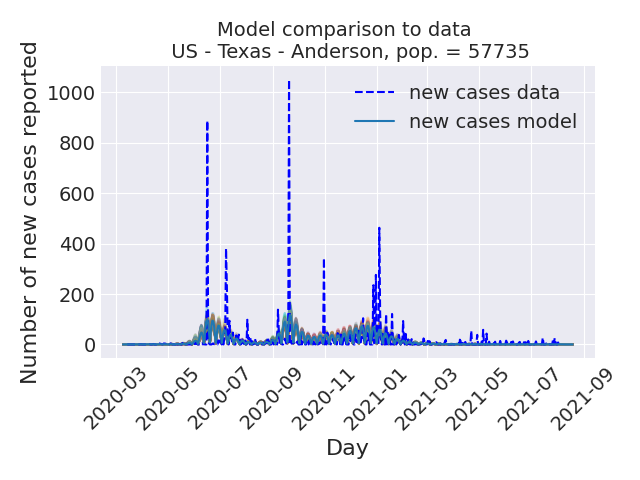 Model comparison to data
US - Texas - Anderson, pop. = 57735
Number of new cases reported
1000
800
600
400
200
0
new cases data
new cases model
2020-03
2020-05
2020-07
2020-09
2020-11
2021-01
2021-03
2021-05
2021-07
2021-09
Day